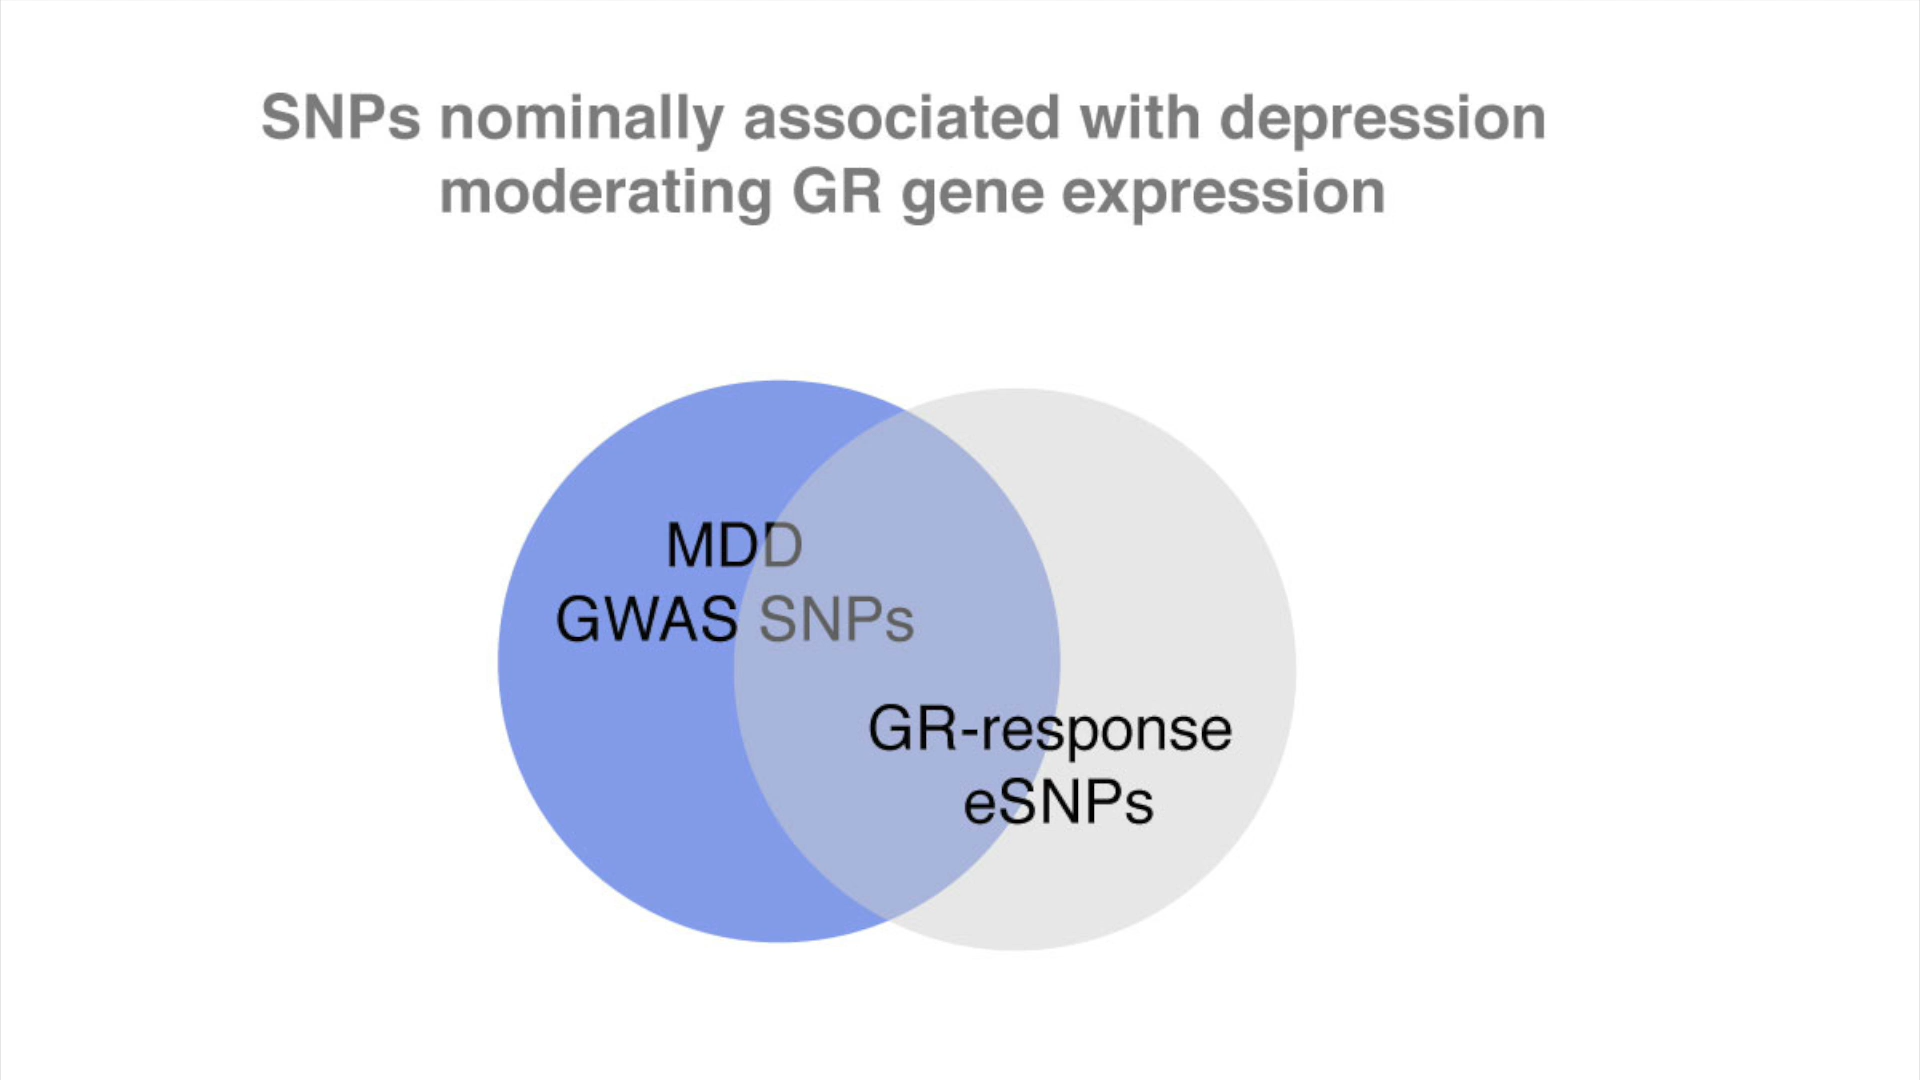 SNPs nominally associated with depression
moderating GR gene expression
MDD
GWAS SNPs
GR-response
eSNPs